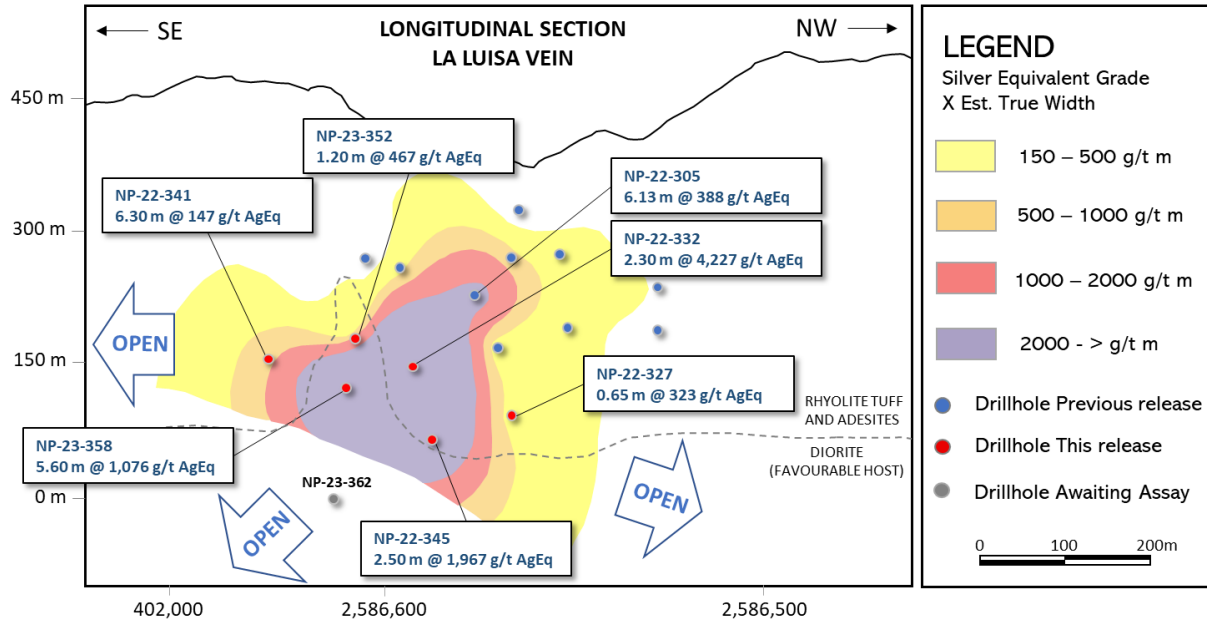 SE
LONGITUDINAL SECTION
LA LUISA VEIN
NW
450 m
300 m
150 m
0 m
NP-23-352
1.20 m @ 467 g/t AgEq
NP-22-341
6.30 m @ 147 g/t AgEq
NP-22-305
6.13 m @ 388 g/t AgEq
NP-22-332
2.30 m @ 4,227 g/t AgEq
OPEN
NP-22-327
0.65 m @ 323 g/t AgEq
RHYOLITE TUFF
AND ADESITES
DIORITE
(FAVOURABLE HOST)
NP-23-358
5.60 m @ 1,076 g/t AgEq
NP-23-362
OPEN
OPEN
NP-22-345
2.50 m @ 1,967 g/t AgEq
402,000
2,586,600
2,586,500
LEGEND
Silver Equivalent Grade
X Est. True Width
150 – 500 g/t m
500 – 1000 g/t m
1000 – 2000 g/t m
2000 - > g/t m
Drillhole Previous release
Drillhole This release
Drillhole Awaiting Assay
0 100 200m